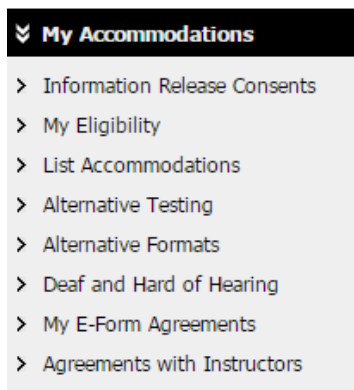 My Accommodations
Information Release Consents
My Eligibility
List Accommodations
Alternative Testing
Alternative Formats
Deaf and Hard of Hearing
My E-Form Agreements
Agreements with Instructors